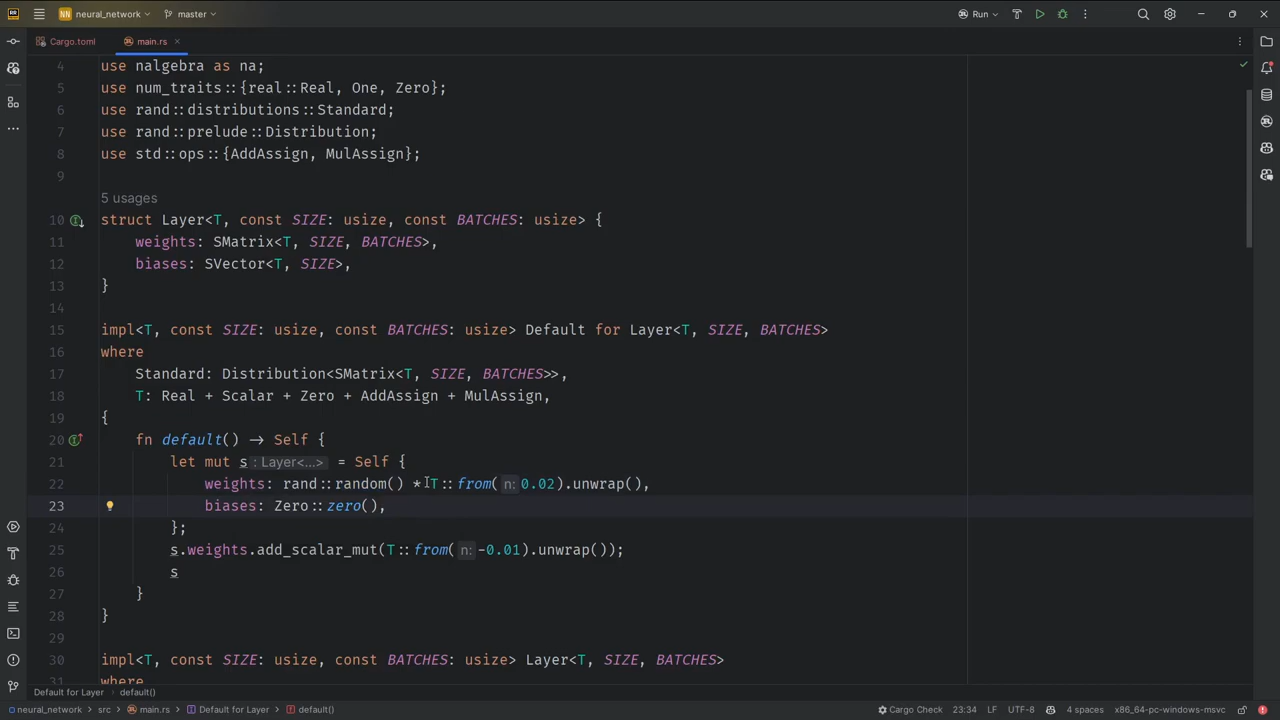 NN neural_network master Run
Cargo.toml main.rs
4 use nalgebra as na;
5 use num_traits::{real::Real, One, Zero};
6 use rand::distributions::Standard;
7 use rand::prelude::Distribution;
8 use std::ops::{AddAssign, MulAssign};
9
5 usages
10 struct Layer<T, const SIZE: usize, const BATCHES: usize> {
11 weights: SMatrix<T, SIZE, BATCHES>,
12 biases: SVector<T, SIZE>,
13 }
14
15 impl<T, const SIZE: usize, const BATCHES: usize> Default for Layer<T, SIZE, BATCHES>
16 where
17 Standard: Distribution<SMatrix<T, SIZE, BATCHES>>,
18 T: Real + Scalar + Zero + AddAssign + MulAssign,
19 {
20 fn default() → Self {
21 let mut s : Layer<...> = Self {
22 weights: rand::random() * T::from( n: 0.02).unwrap(),
23 biases: Zero::zero(),
24 };
25 s.weights.add_scalar_mut(T::from( n: -0.01).unwrap());
26 s
27 }
28 }
29
30 impl<T, const SIZE: usize, const BATCHES: usize> Layer<T, SIZE, BATCHES>
31 where
Default for Layer default()
neural_network src main.rs Default for Layer default() Cargo Check 23:34 LF UTF-8 4 spaces x86_64-pc-windows-msvc